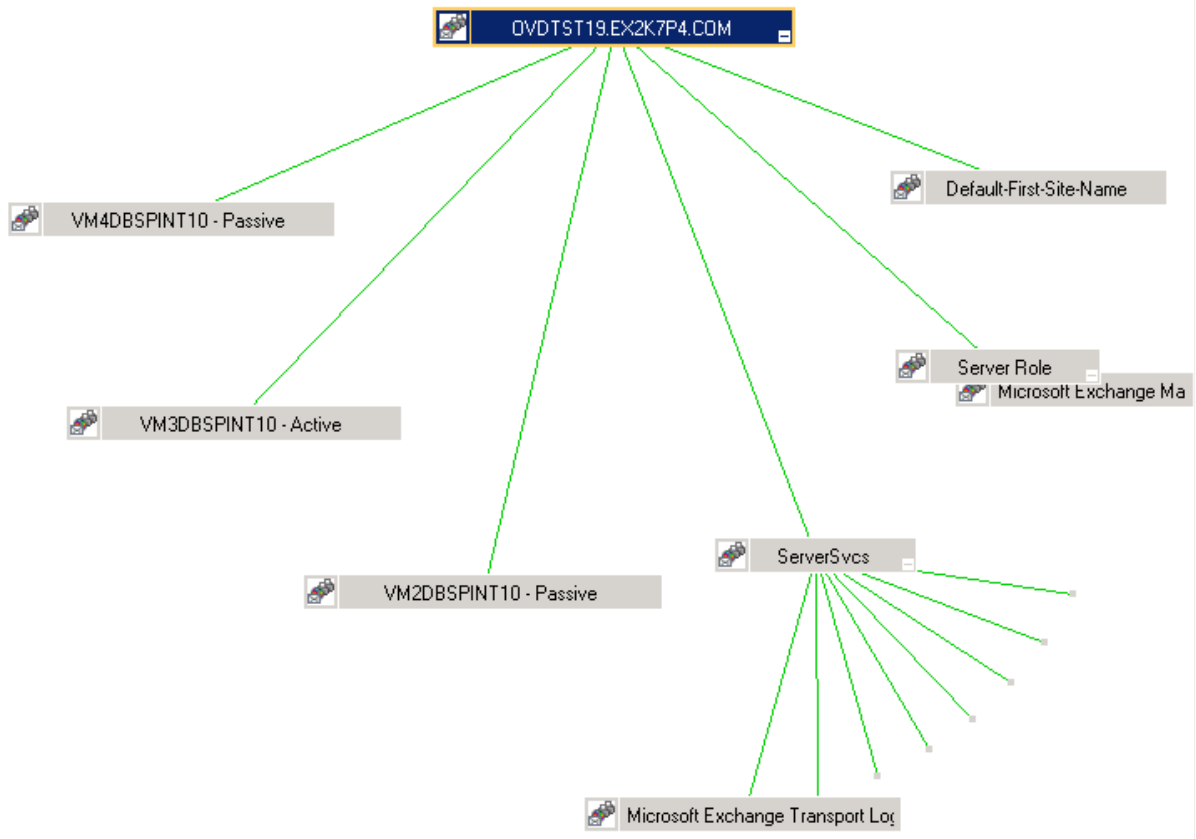 OVDTST19.EX2K7P4.COM
Default-First-Site-Name
VM4DBSPINT10 - Passive
Server Role
Microsoft Exchange Ma
VM3DBSPINT10 - Active
ServerSvcs
VM2DBSPINT10 - Passive
Microsoft Exchange Transport Log